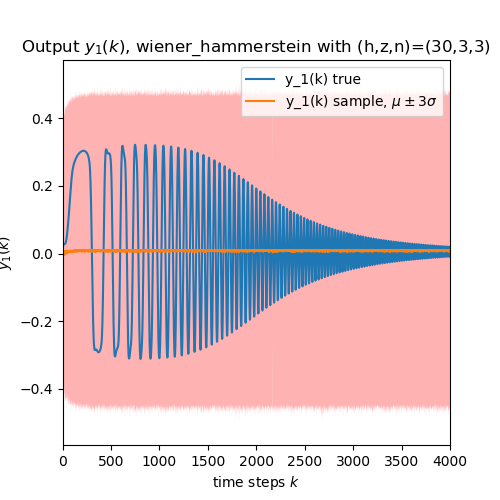 Output y₁(k), wiener_hammerstein with (h,z,n)=(30,3,3)
y_1(k) true
y_1(k) sample, μ ± 3σ
y₁(k)
0.4
0.2
0.0
−0.2
−0.4
0 500 1000 1500 2000 2500 3000 3500 4000
time steps k